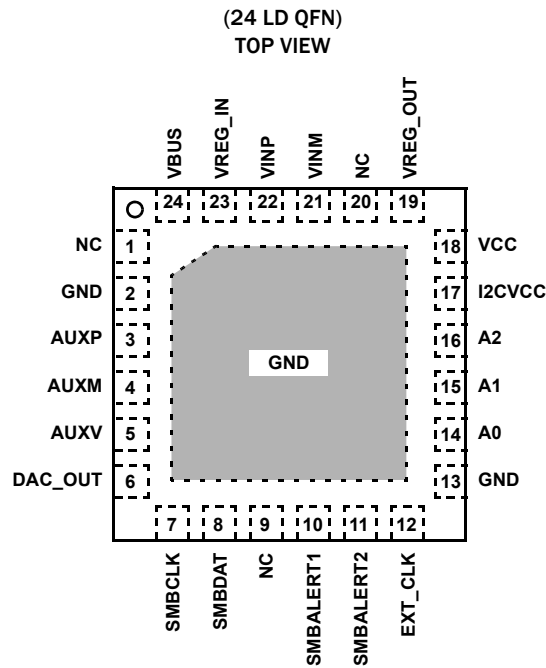 (24 LD QFN)
TOP VIEW
VBUS
VREG_IN
VINP
VINM
NC
VREG_OUT
24
23
22
21
20
19
NC 1
GND 2
AUXP 3
AUXM 4
AUXV 5
DAC_OUT 6
18 VCC
17 I2CVCC
16 A2
15 A1
14 A0
13 GND
GND
7
8
9
10
11
12
SMBCLK
SMBDAT
NC
SMBALERT1
SMBALERT2
EXT_CLK